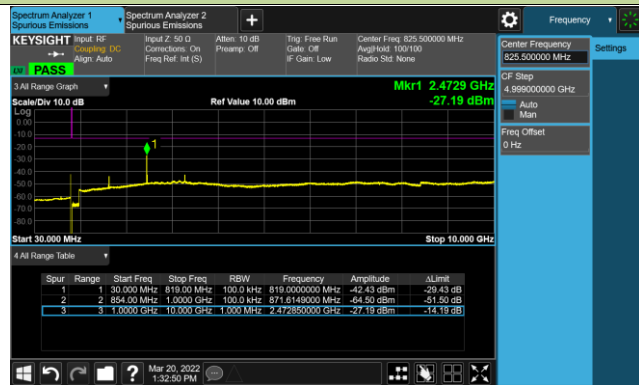 Spectrum Analyzer 1
Spurious Emissions
Spectrum Analyzer 2
Spurious Emissions
+
Frequency
KEYSIGHT
Input: RF
Coupling: DC
Align: Auto
Input Z: 50 Ω
Corrections: On
Freq Ref: Int (S)
Atten: 10 dB
Preamp: Off
Trig: Free Run
Gate: Off
IF Gain: Low
Center Freq: 825.500000 MHz
Avg|Hold: 100/100
Radio Std: None
PASS
Center Frequency
825.500000 MHz
Settings
CF Step
4.999000000 GHz
Auto
Man
Freq Offset
0 Hz
3 All Range Graph
Mkr1 2.4729 GHz
Scale/Div 10.0 dB
Ref Value 10.00 dBm
-27.19 dBm
Log
0.00
-10.0
-20.0
-30.0
-40.0
-50.0
-60.0
-70.0
-80.0
1
Start 30.000 MHz
Stop 10.000 GHz
4 All Range Table
Spur Range Start Freq Stop Freq RBW Frequency Amplitude ΔLimit
1 1 30.000 MHz 819.00 MHz 100.0 kHz 819.0000000 MHz -42.43 dBm -29.43 dB
2 2 854.00 MHz 1.0000 GHz 100.0 kHz 871.6149000 MHz -64.50 dBm -51.50 dB
3 3 1.0000 GHz 10.000 GHz 1.000 MHz 2.472850000 GHz -27.19 dBm -14.19 dB
?
Mar 20, 2022
1:32:50 PM